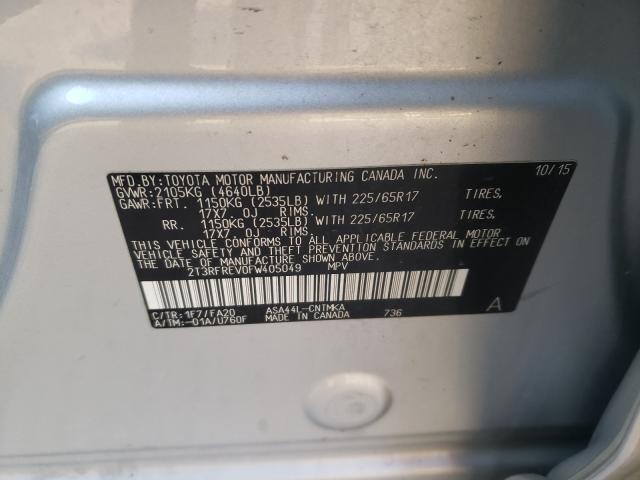 MFD.BY:TOYOTA MOTOR MANUFACTURING CANADA INC. 10/15
GVWR:2105KG (4640LB)
GAWR:FRT. 1150KG (2535LB) WITH 225/65R17 TIRES,
17X7. 0J RIMS.
RR. 1150KG (2535LB) WITH 225/65R17 TIRES,
17X7. 0J RIMS.
THIS VEHICLE CONFORMS TO ALL APPLICABLE FEDERAL MOTOR
VEHICLE SAFETY AND THEFT PREVENTION STANDARDS IN EFFECT
ON THE DATE OF MANUFACTURE SHOWN ABOVE.
2T3RFREV0FW405049 MPV
C/TR:1F7/FA20 ASA44L-CNTMKA A
A/TM:-01A/U760F MADE IN CANADA 736